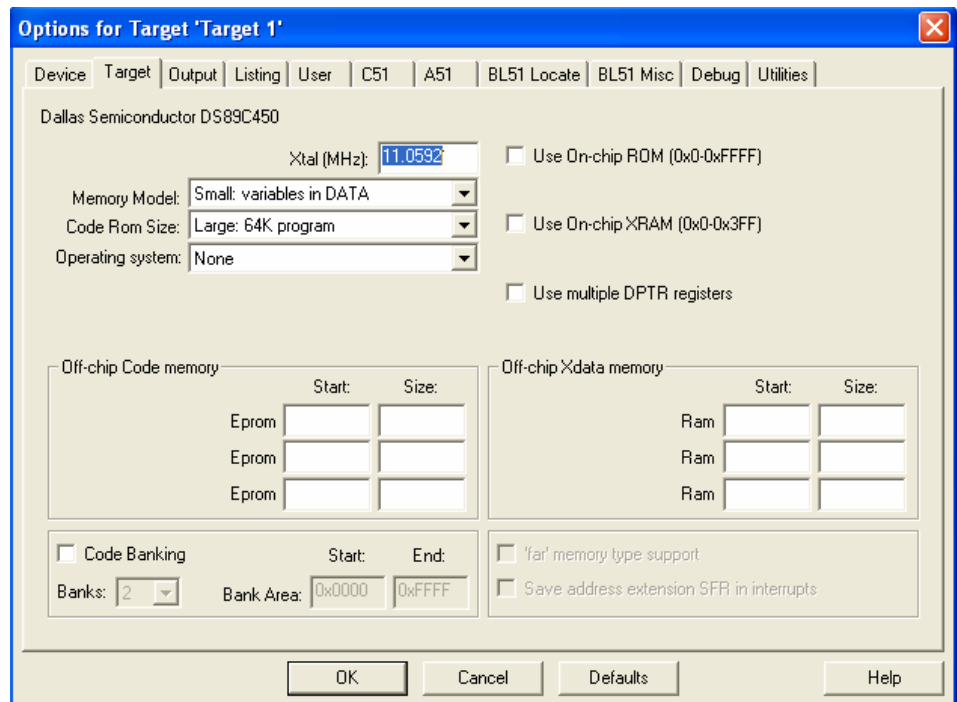 Options for Target 'Target 1'
Device Target Output Listing User C51 A51 BL51 Locate BL51 Misc Debug Utilities
Dallas Semiconductor DS89C450
Xtal (MHz): 11.0592
Use On-chip ROM (0x0-0xFFFF)
Memory Model: Small: variables in DATA
Code Rom Size: Large: 64K program
Use On-chip XRAM (0x0-0x3FF)
Operating system: None
Use multiple DPTR registers
Off-chip Code memory
Start: Size:
Eprom
Eprom
Eprom
Off-chip Xdata memory
Start: Size:
Ram
Ram
Ram
Code Banking Start: End:
Banks: 2 Bank Area: 0x0000 0xFFFF
'far' memory type support
Save address extension SFR in interrupts
OK Cancel Defaults Help